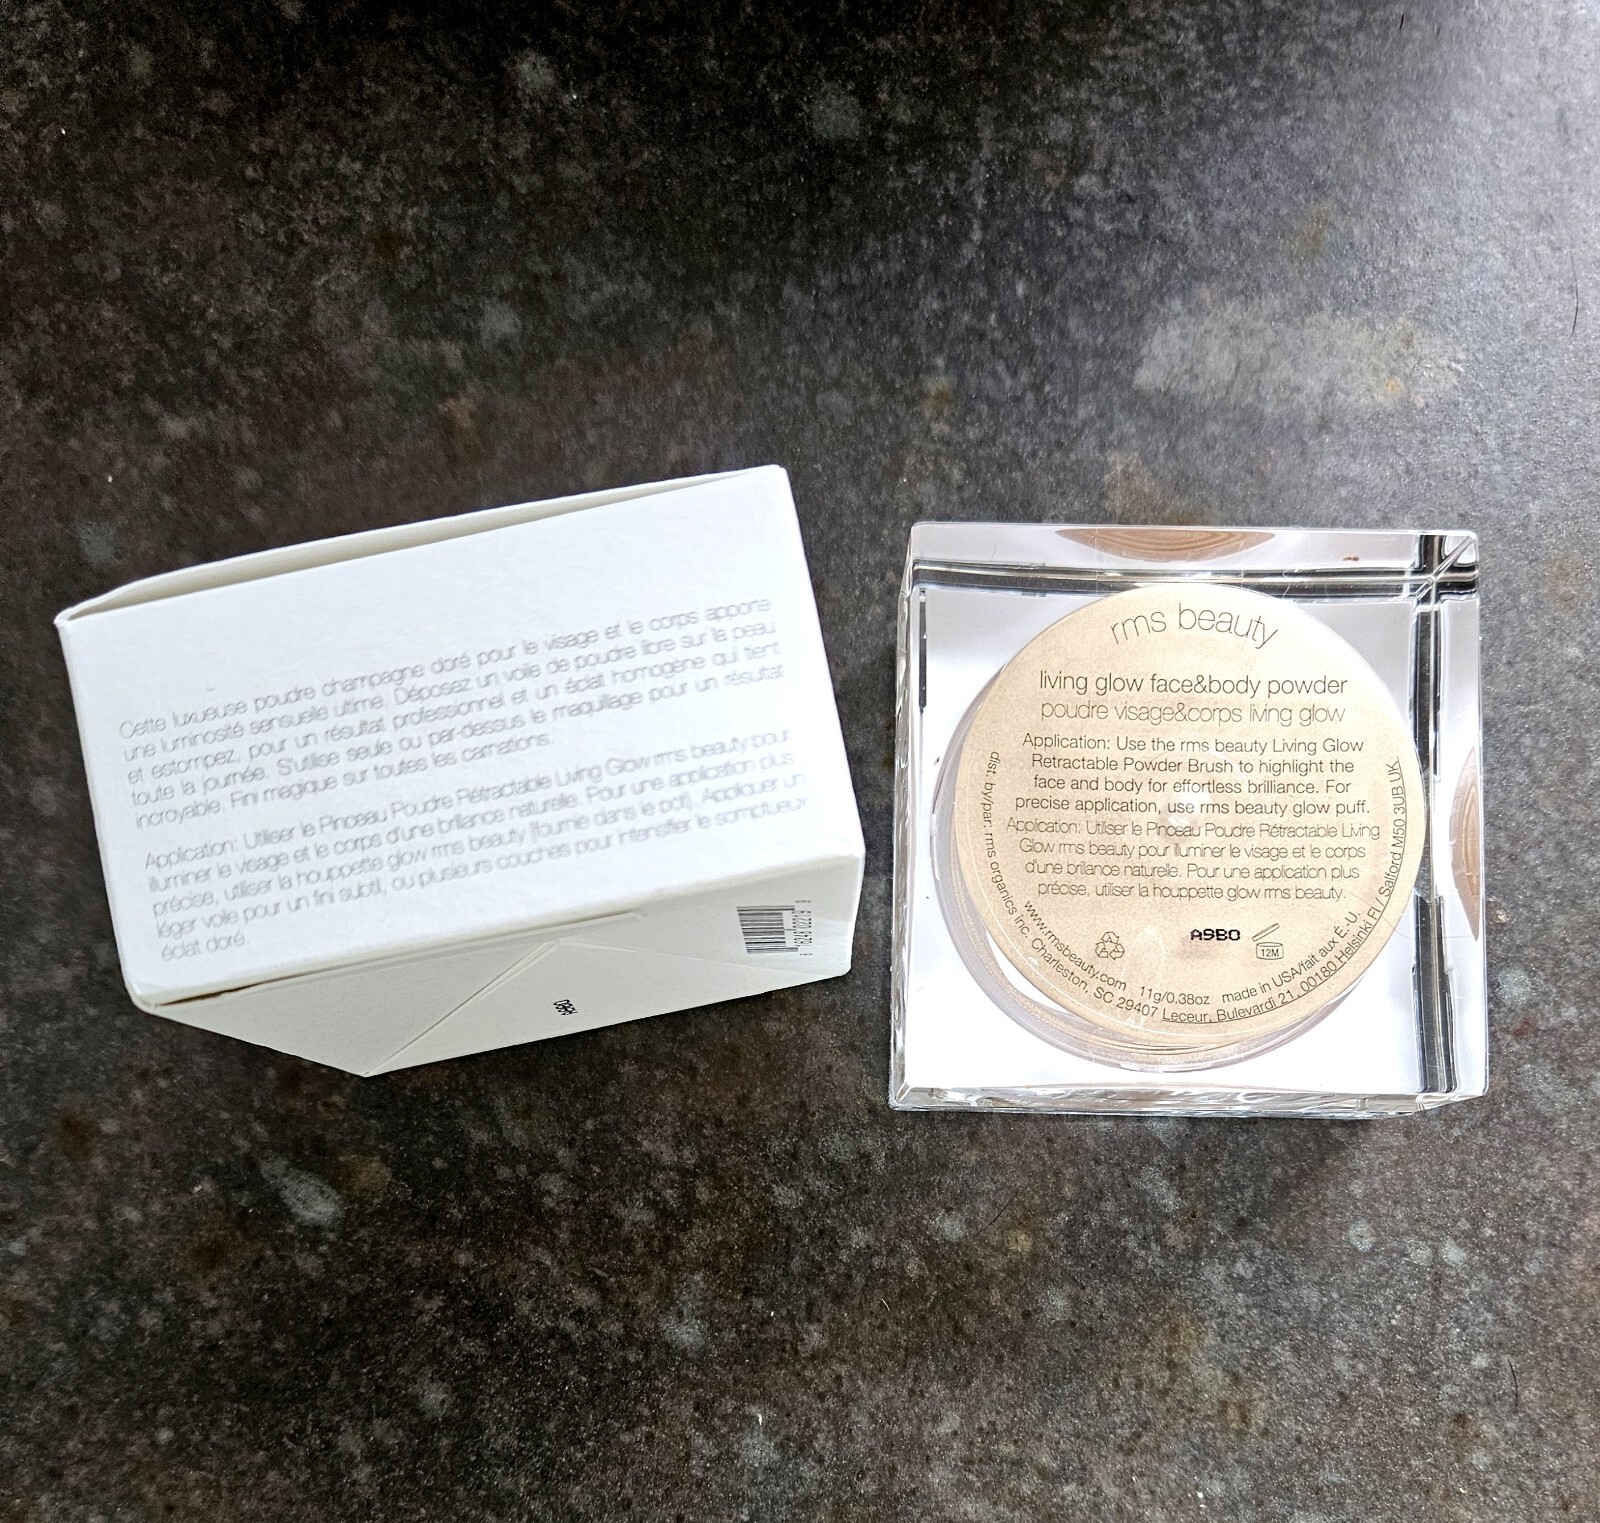 Cette luxueuse poudre champagne doré pour le visage et le corps apporte
une luminosité sensuelle ultime. Déposez un voile de poudre libre sur la peau
et estompez, pour un résultat professionnel et un éclat homogène qui tient
toute la journée. S'utilise seule ou par-dessus le maquillage pour un résultat
incroyable. Fini magique sur toutes les carnations.
Application: Utiliser le Pinceau Poudre Rétractable Living Glow rms beauty pour
illuminer le visage et le corps d'une brillance naturelle. Pour une application plus
précise, utiliser la houppette glow rms beauty [fournie dans le pot]. Appliquer un
léger voile pour un fini subtil, ou plusieurs couches pour intensifier le somptueux
éclat doré.
A9B0
rms beauty
living glow face&body powder
poudre visage&corps living glow
Application: Use the rms beauty Living Glow
Retractable Powder Brush to highlight the
face and body for effortless brilliance. For
precise application, use rms beauty glow puff.
Application: Utiliser le Pinceau Poudre Rétractable Living
Glow rms beauty pour illuminer le visage et le corps
d'une brilance naturelle. Pour une application plus
précise, utiliser la houppette glow rms beauty.
A9B0
12M
www.rmsbeauty.com 11g/0.38oz made in USA/fait aux É.U.
dist. by/par: rms organics inc. Charleston, SC 29407 Leceur, Bulevardi 21, 00180 Helsinki FI / Salford M50 3UB UK.